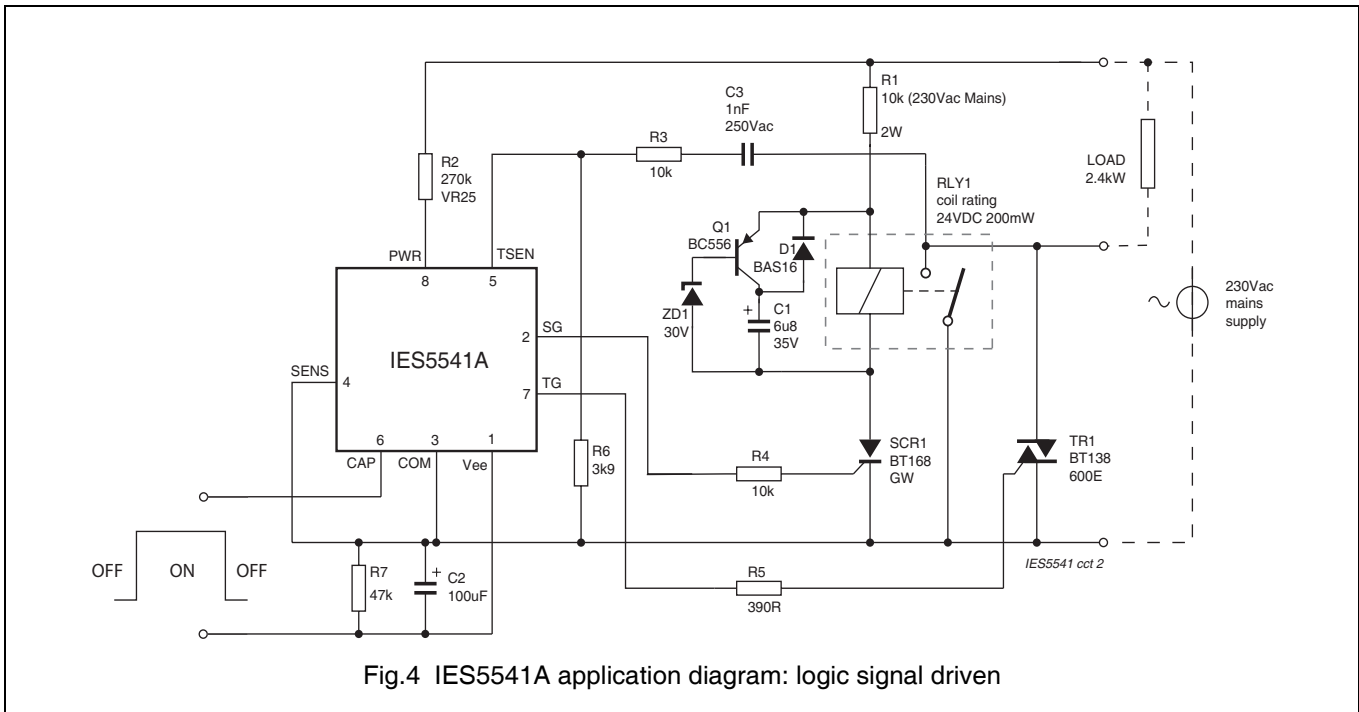 R1
10k (230Vac Mains)
2W
C3
1nF
250Vac
R3
10k
R2
270k
VR25
LOAD
2.4kW
RLY1
coil rating
24VDC 200mW
Q1
BC556
D1
BAS16
PWR
TSEN
8
5
230Vac
mains
supply
ZD1
30V
+
C1
6u8
35V
SG
2
IES5541A
SENS
4
TG
7
6
3
1
CAP
COM
Vee
R6
3k9
R4
10k
SCR1
BT168
GW
TR1
BT138
600E
IES5541 cct 2
OFF
ON
OFF
R7
47k
+
C2
100uF
R5
390R
Fig.4 IES5541A application diagram: logic signal driven